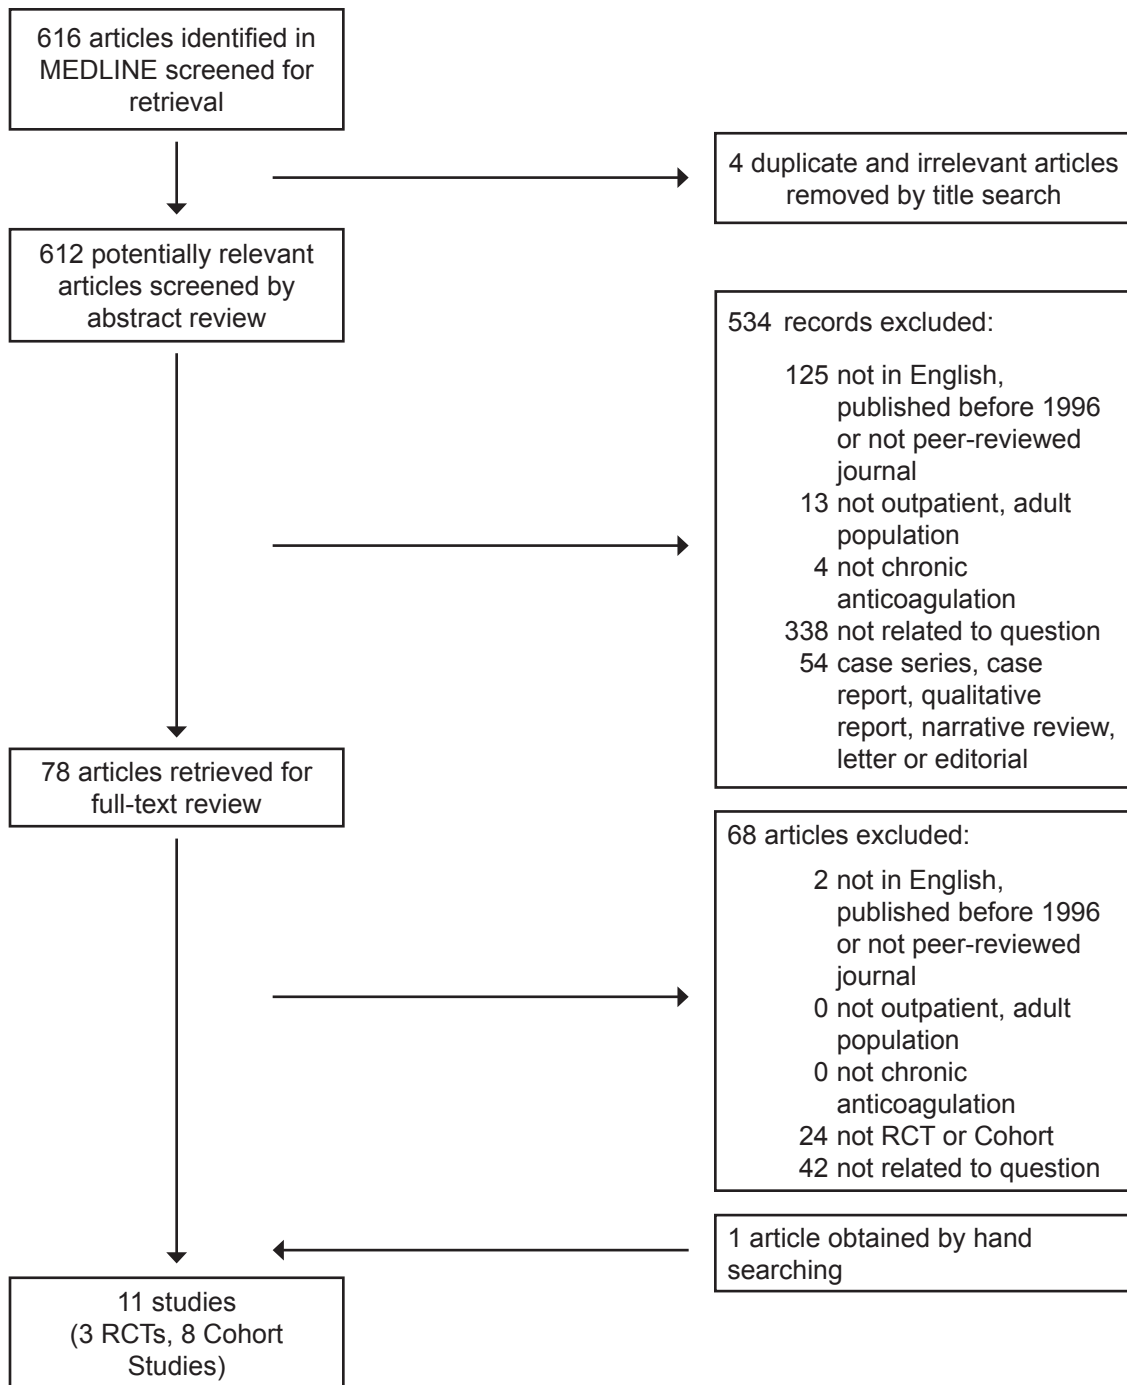 616 articles identified in
MEDLINE screened for
retrieval
4 duplicate and irrelevant articles
removed by title search
612 potentially relevant
articles screened by
abstract review
534 records excluded:
125 not in English,
published before 1996
or not peer-reviewed
journal
13 not outpatient, adult
population
4 not chronic
anticoagulation
338 not related to question
54 case series, case
report, qualitative
report, narrative review,
letter or editorial
78 articles retrieved for
full-text review
68 articles excluded:
2 not in English,
published before 1996
or not peer-reviewed
journal
0 not outpatient, adult
population
0 not chronic
anticoagulation
24 not RCT or Cohort
42 not related to question
1 article obtained by hand
searching
11 studies
(3 RCTs, 8 Cohort
Studies)